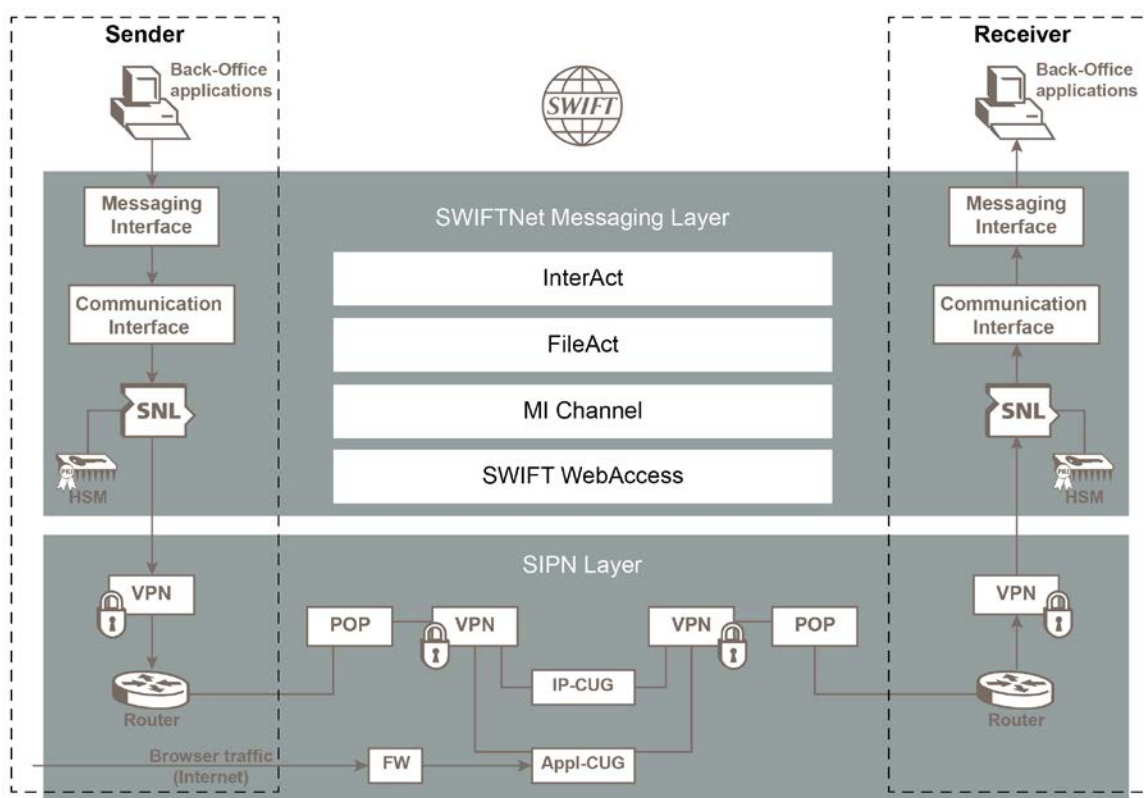 Sender
Receiver
Back-Office
applications
SWIFT
Back-Office
applications
Messaging
Interface
SWIFTNet Messaging Layer
Messaging
Interface
InterAct
Communication
Interface
Communication
Interface
FileAct
SNL
MI Channel
SNL
PKI
HSM
SWIFT WebAccess
PKI
HSM
SIPN Layer
VPN
VPN
POP
VPN
VPN
POP
IP-CUG
Router
Router
Browser traffic
(Internet)
FW
Appl-CUG